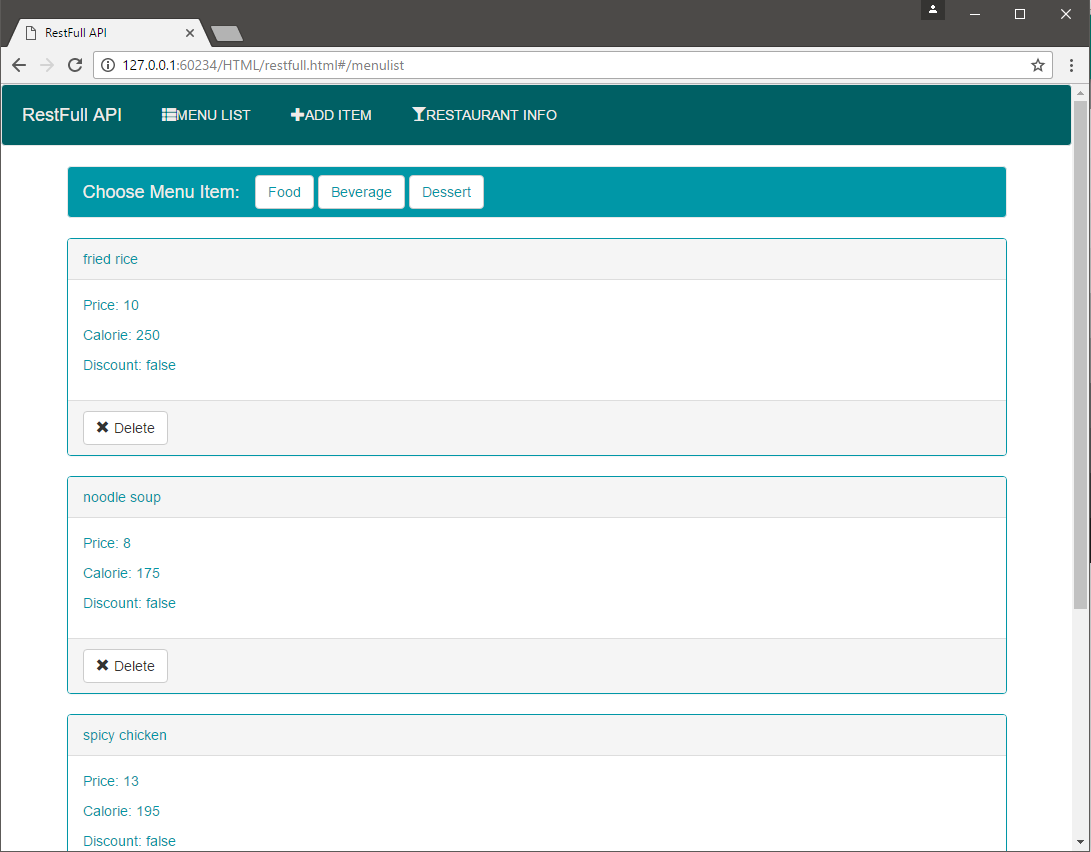 RestFull API
127.0.0.1:60234/HTML/restfull.html#/menulist
RestFull API MENU LIST ADD ITEM RESTAURANT INFO
Choose Menu Item: Food Beverage Dessert
fried rice
Price: 10
Calorie: 250
Discount: false
Delete
noodle soup
Price: 8
Calorie: 175
Discount: false
Delete
spicy chicken
Price: 13
Calorie: 195
Discount: false